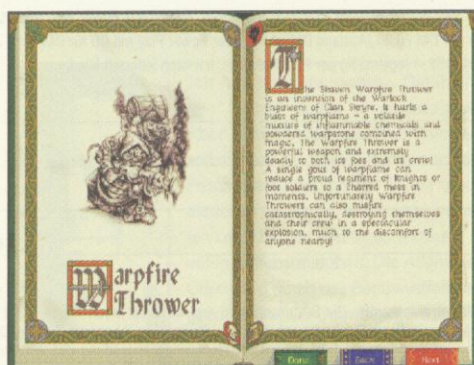 Warpfire
Thrower
The Skaven Warpfire Thrower
is an invention of the Warlock
Engineers of Clan Skryre. It hurls a
blast of warpflame – a volatile
mixture of inflammable chemicals and
powdered warpstone combined with
magic. The Warpfire Thrower is a
powerful weapon and extremely
deadly to both its foes and its crew!
A single gout of warpflame can
reduce a proud regiment of knights or
foot soldiers to a charred mess in
moments. Unfortunately Warpfire
Throwers can also misfire
catastrophically, destroying themselves
and their crew in a spectacular
explosion, much to the discomfort of
anyone nearby!
Done
Back
Next